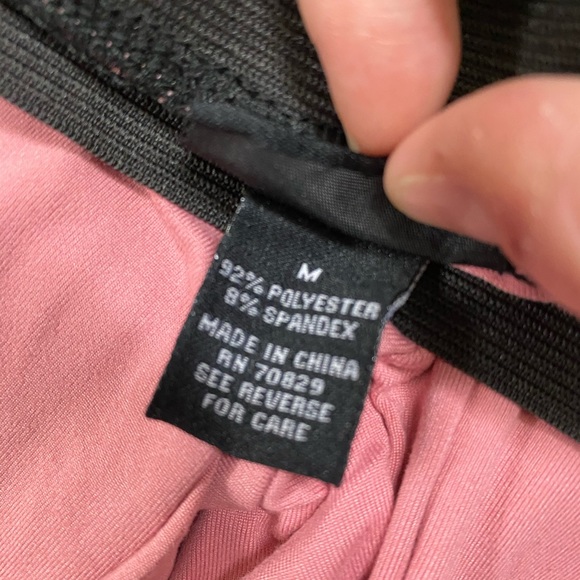 M
92% POLYESTER
8% SPANDEX
MADE IN CHINA
RN 70829
SEE REVERSE
FOR CARE